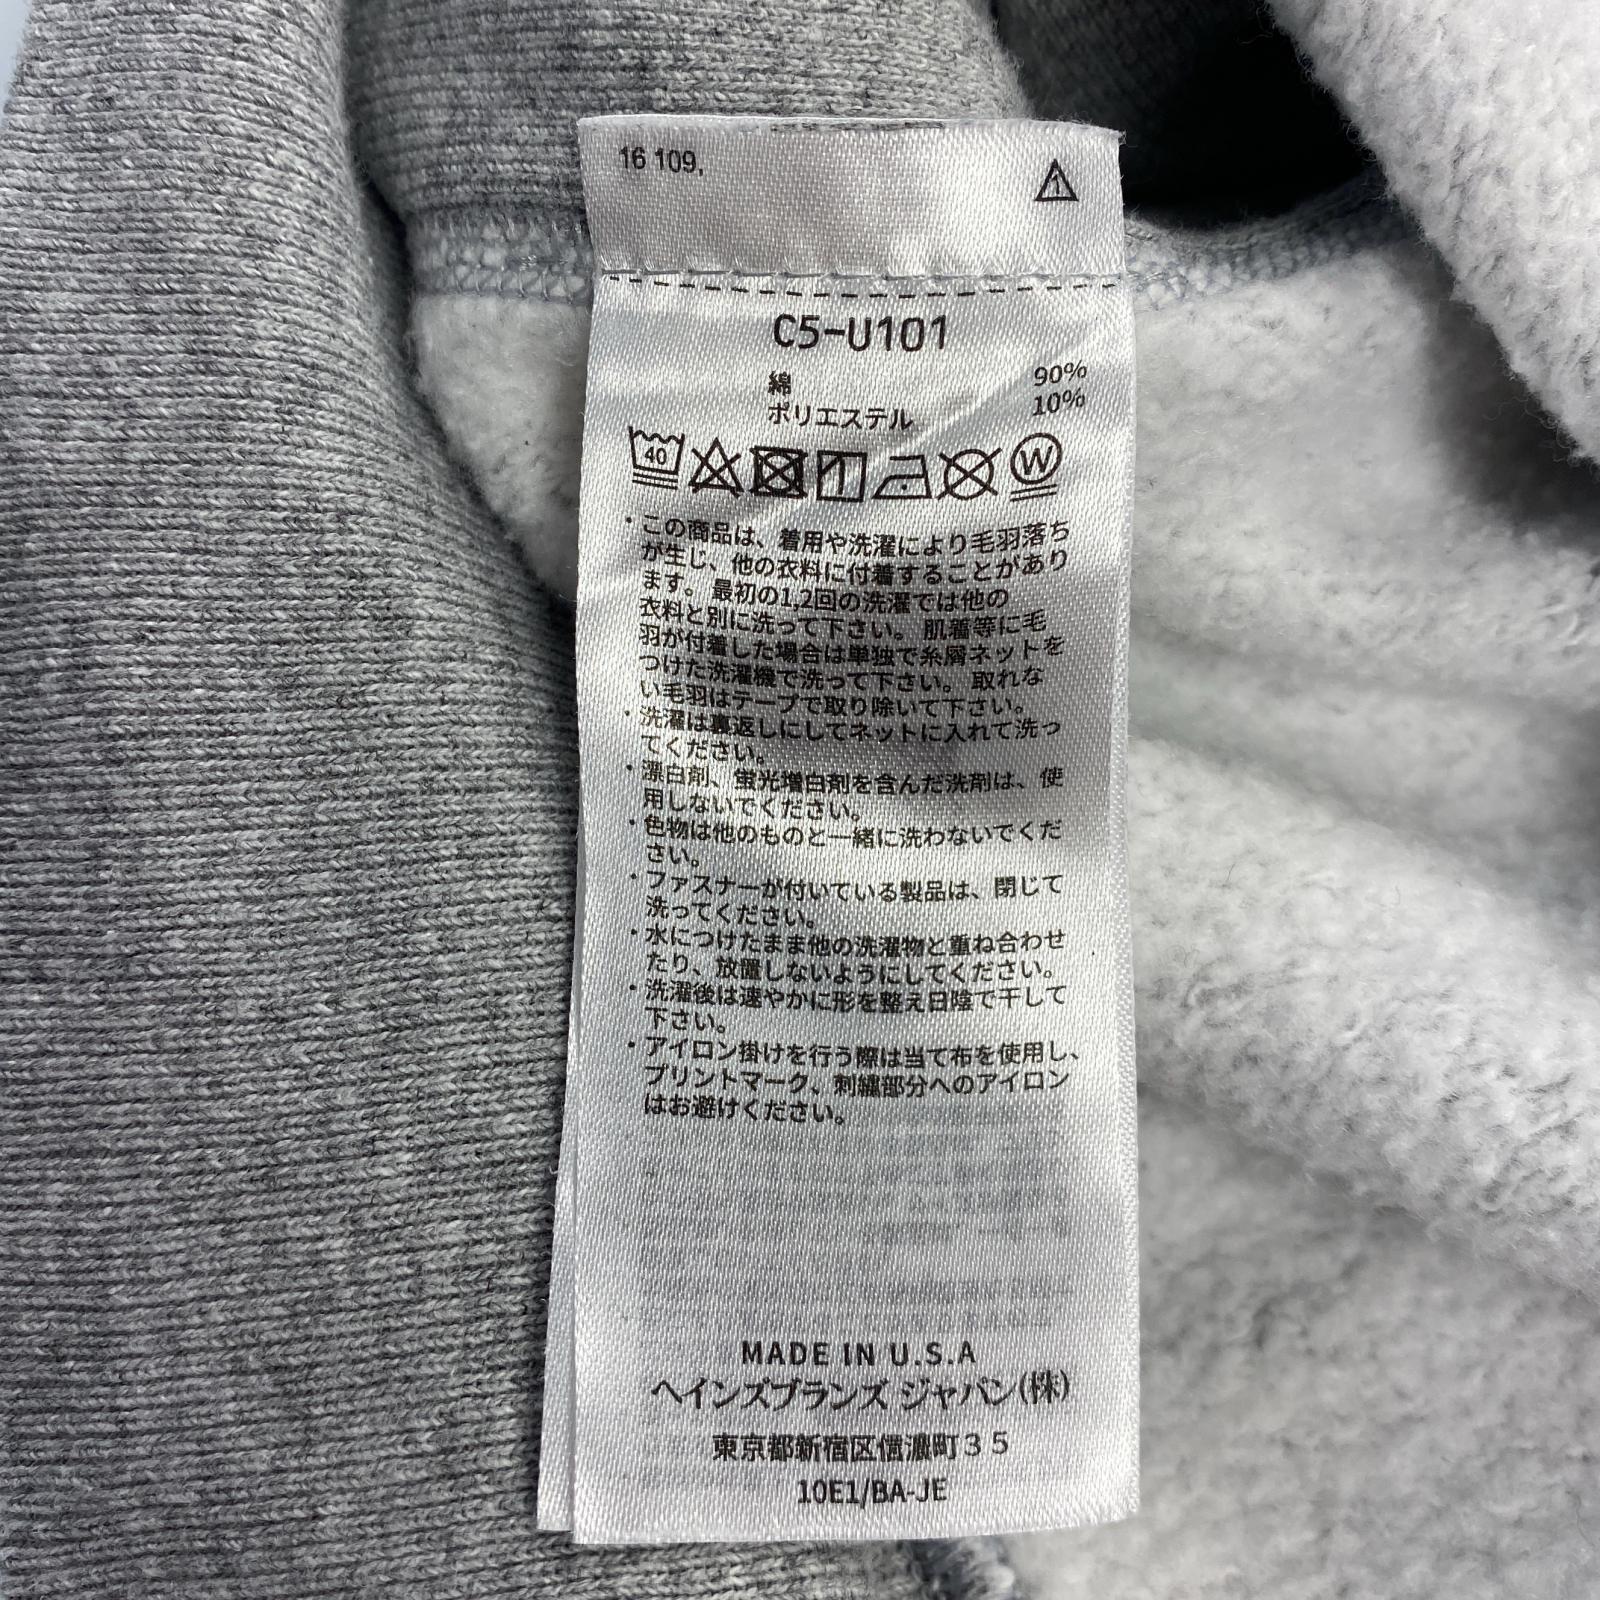 16 109.
1
C5-U101
綿 90%
ポリエステル 10%
40 W
・この商品は、着用や洗濯により毛羽落ち
が生じ、他の衣料に付着することがあり
ます。最初の1,2回の洗濯では他の
衣料と別に洗って下さい。肌着等に毛
羽が付着した場合は単独で糸屑ネットを
つけた洗濯機で洗って下さい。取れな
い毛羽はテープで取り除いて下さい。
・洗濯は裏返しにしてネットに入れて洗っ
てください。
・漂白剤、蛍光増白剤を含んだ洗剤は、使
用しないでください。
・色物は他のものと一緒に洗わないでくだ
さい。
・ファスナーが付いている製品は、閉じて
洗ってください。
・水につけたまま他の洗濯物と重ね合わせ
たり、放置しないようにしてください。
・洗濯後は速やかに形を整え日陰で干して
下さい。
・アイロン掛けを行う際は当て布を使用し、
プリントマーク、刺繍部分へのアイロン
はお避けください。
MADE IN U.S.A
ヘインズブランズ ジャパン(株)
東京都新宿区信濃町35
10E1/BA-JE